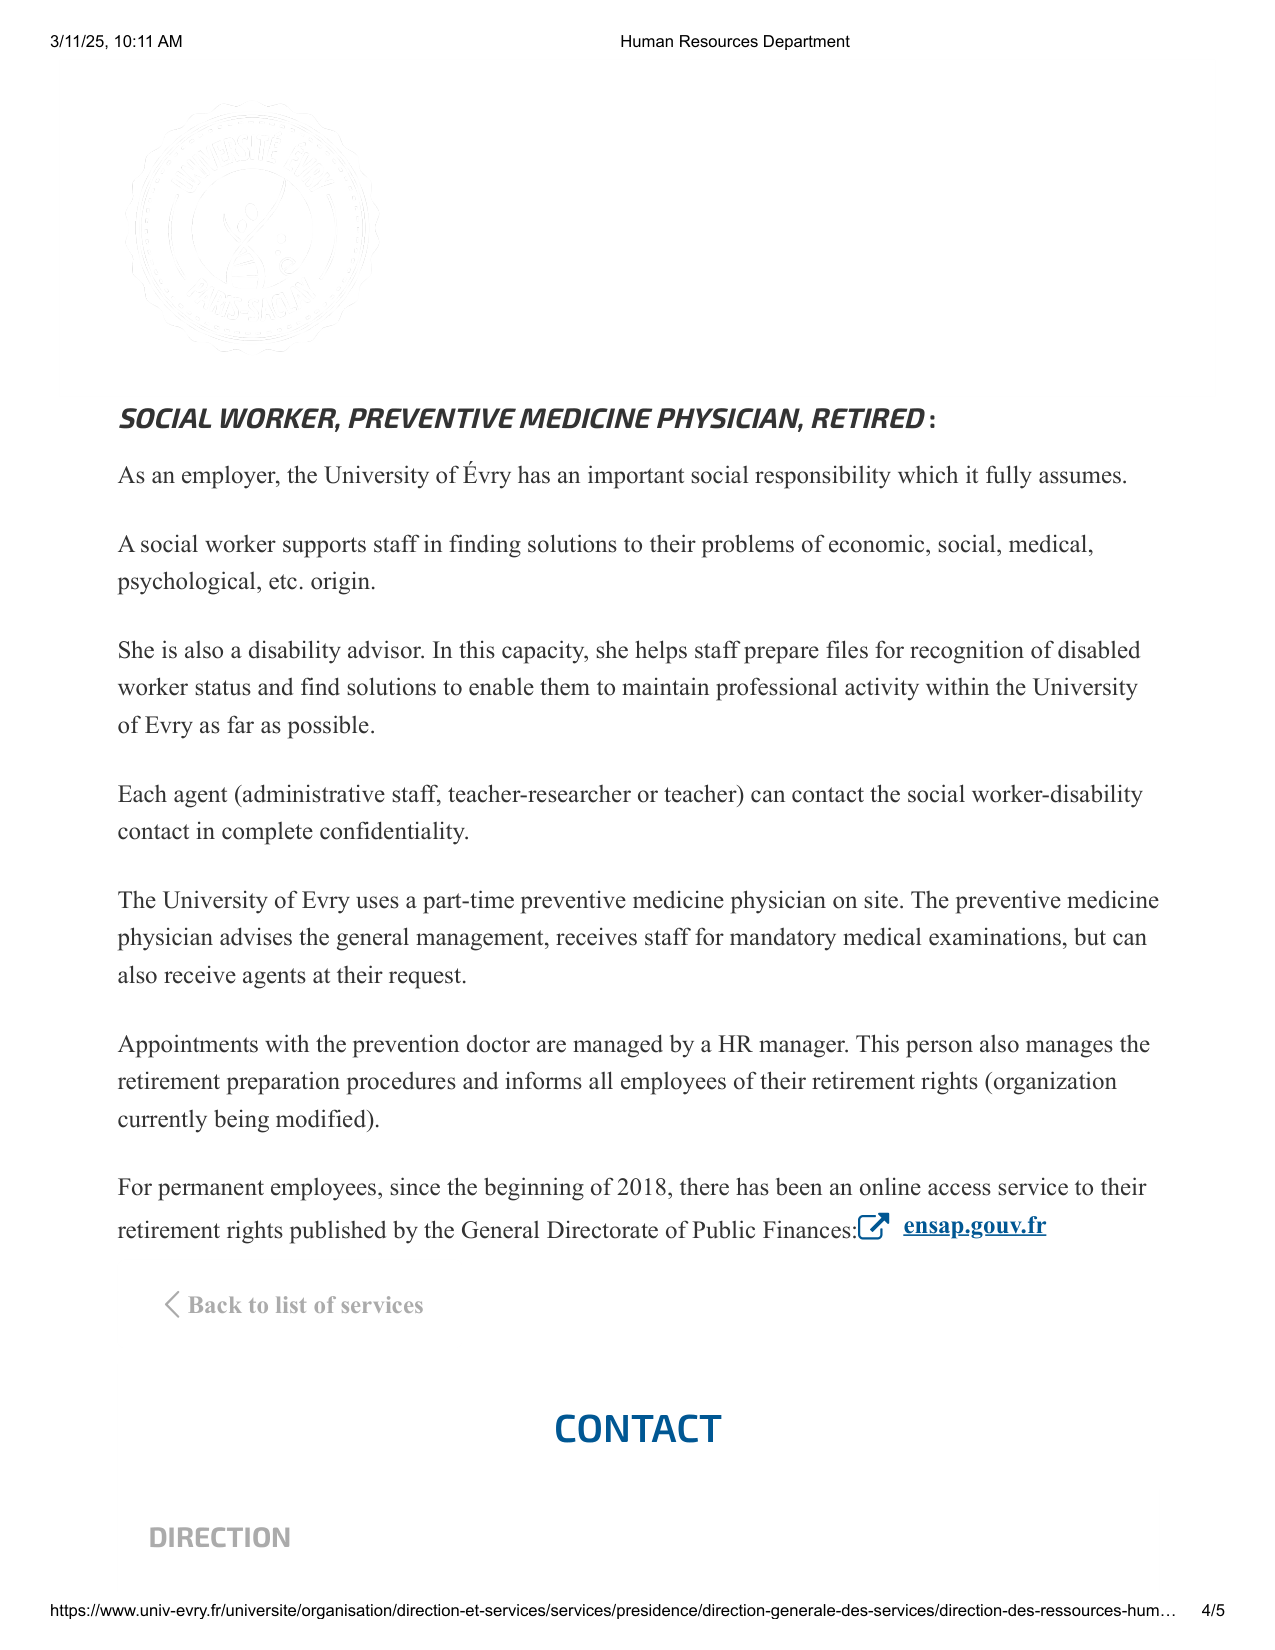 3/11/25, 10:11 AM Human Resources Department
UNIVERSITÉ EVRY
PARIS-SACLAY
SOCIAL WORKER, PREVENTIVE MEDICINE PHYSICIAN, RETIRED :
As an employer, the University of Évry has an important social responsibility which it fully assumes.
A social worker supports staff in finding solutions to their problems of economic, social, medical,
psychological, etc. origin.
She is also a disability advisor. In this capacity, she helps staff prepare files for recognition of disabled
worker status and find solutions to enable them to maintain professional activity within the University
of Evry as far as possible.
Each agent (administrative staff, teacher-researcher or teacher) can contact the social worker-disability
contact in complete confidentiality.
The University of Evry uses a part-time preventive medicine physician on site. The preventive medicine
physician advises the general management, receives staff for mandatory medical examinations, but can
also receive agents at their request.
Appointments with the prevention doctor are managed by a HR manager. This person also manages the
retirement preparation procedures and informs all employees of their retirement rights (organization
currently being modified).
For permanent employees, since the beginning of 2018, there has been an online access service to their
retirement rights published by the General Directorate of Public Finances: ensap.gouv.fr
Back to list of services
CONTACT
DIRECTION
https://www.univ-evry.fr/universite/organisation/direction-et-services/services/presidence/direction-generale-des-services/direction-des-ressources-hum… 4/5